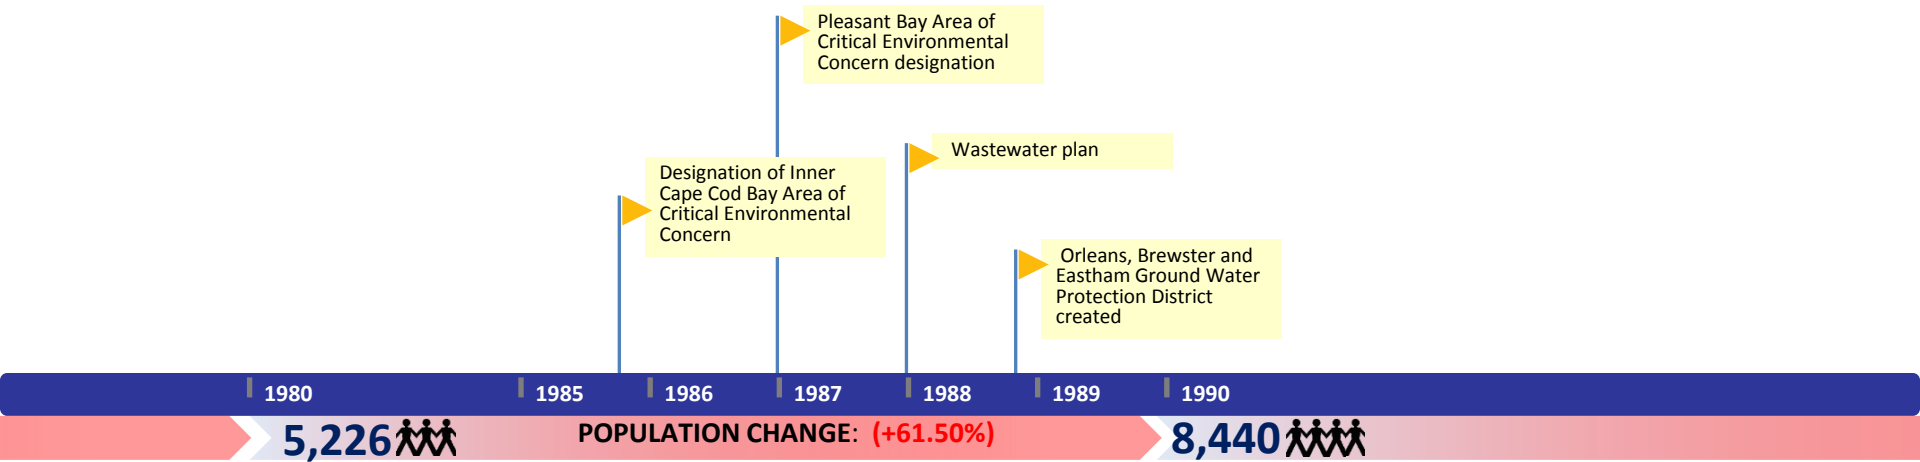 Pleasant Bay Area of
Critical Environmental
Concern designation
Wastewater plan
Designation of Inner
Cape Cod Bay Area of
Critical Environmental
Concern
Orleans, Brewster and
Eastham Ground Water
Protection District
created
1980 1985 1986 1987 1988 1989 1990
5,226 POPULATION CHANGE: (+61.50%) 8,440